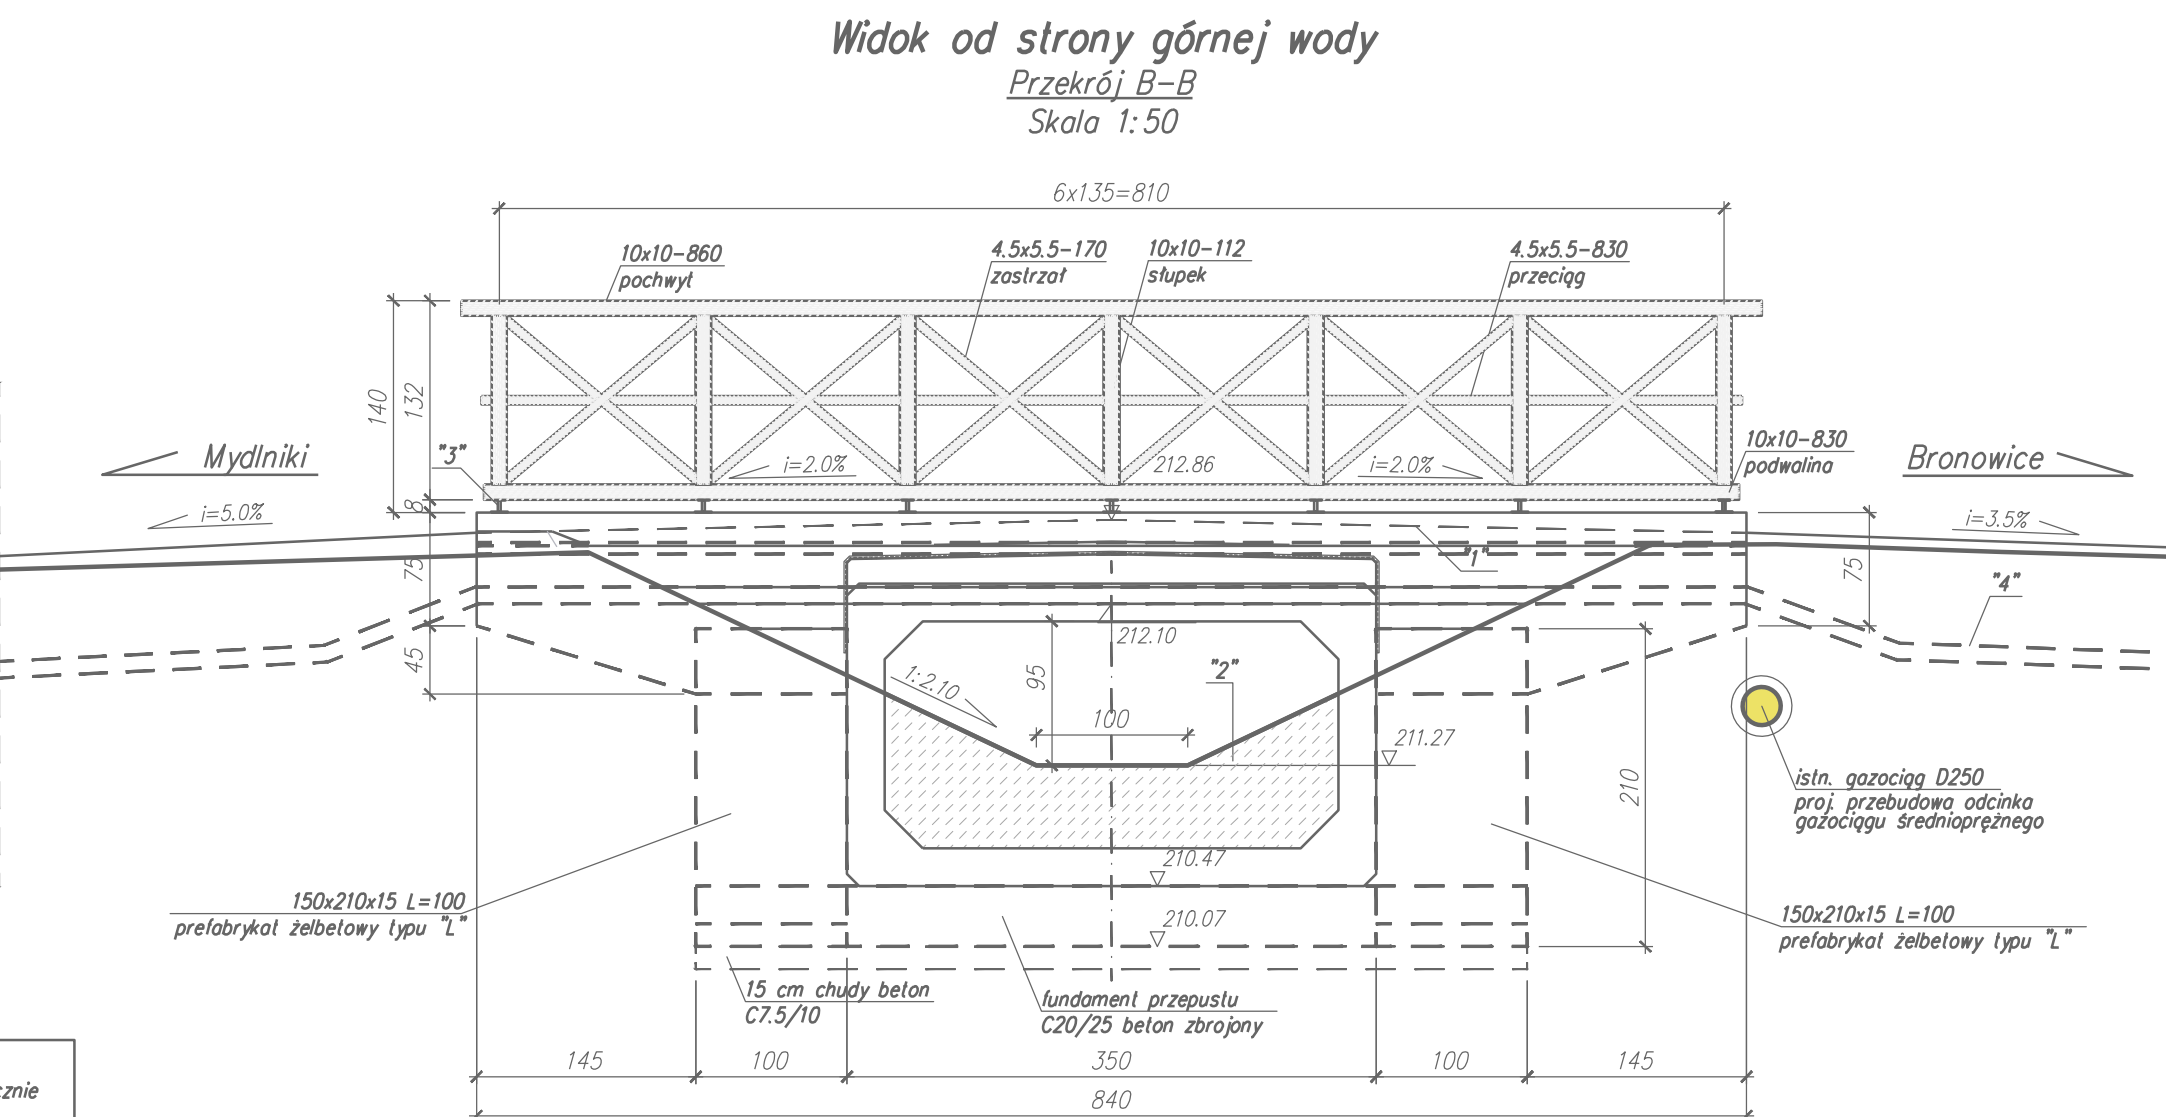 Widok od strony górnej wody
Przekrój B-B
Skala 1:50
6x135=810
10x10-860
pochwyt
4.5x5.5-170
zastrzał
10x10-112
słupek
4.5x5.5-830
przeciąg
140
132
"3"
Mydlniki
i=5.0%
8
i=2.0%
212.86
i=2.0%
10x10-830
podwalina
Bronowice
i=3.5%
75
45
"1"
75
"4"
212.10
95
1:2.10
"2"
100
211.27
210
istn. gazociąg D250
proj. przebudowa odcinka
gazociągu średnioprężnego
210.47
210.07
150x210x15 L=100
prefabrykat żelbetowy typu "L"
150x210x15 L=100
prefabrykat żelbetowy typu "L"
15 cm chudy beton
C7.5/10
fundament przepustu
C20/25 beton zbrojony
145
100
350
100
145
840